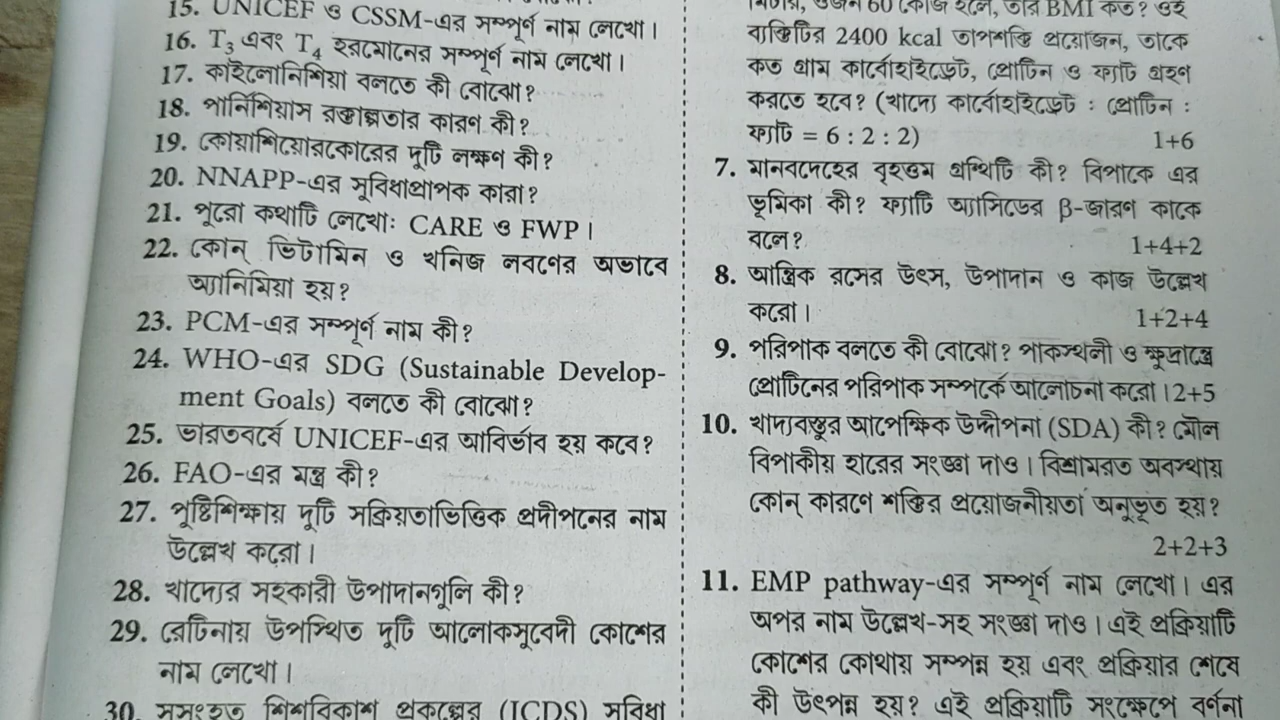 15. UNICEF ও CSSM-এর সম্পূর্ণ নাম লেখো।
16. T₃ এবং T₄ হরমোনের সম্পূর্ণ নাম লেখো।
17. কাইলোনিশিয়া বলতে কী বোঝো?
18. পার্নিশিয়াস রক্তাল্পতার কারণ কী?
19. কোয়াশিয়োরকোরের দুটি লক্ষণ কী?
20. NNAPP-এর সুবিধাপ্রাপক কারা?
21. পুরো কথাটি লেখোঃ CARE ও FWP।
22. কোন্ ভিটামিন ও খনিজ লবণের অভাবে
অ্যানিমিয়া হয়?
23. PCM-এর সম্পূর্ণ নাম কী?
24. WHO-এর SDG (Sustainable Develop-
ment Goals) বলতে কী বোঝো?
25. ভারতবর্ষে UNICEF-এর আবির্ভাব হয় কবে?
26. FAO-এর মন্ত্র কী?
27. পুষ্টিশিক্ষায় দুটি সক্রিয়তাভিত্তিক প্রদীপনের নাম
উল্লেখ করো।
28. খাদ্যের সহকারী উপাদানগুলি কী?
29. রেটিনায় উপস্থিত দুটি আলোকসুবেদী কোশের
নাম লেখো।
30. সুসংহত শিশুবিকাশ প্রকল্পের (ICDS) সুবিধা
মিটার, ওজন 60 কেজি হলে, তার BMI কত? ওই
ব্যক্তিটির 2400 kcal তাপশক্তি প্রয়োজন, তাকে
কত গ্রাম কার্বোহাইড্রেট, প্রোটিন ও ফ্যাট গ্রহণ
করতে হবে? (খাদ্যে কার্বোহাইড্রেট : প্রোটিন :
ফ্যাট = 6 : 2 : 2) 1+6
7. মানবদেহের বৃহত্তম গ্রন্থিটি কী? বিপাকে এর
ভূমিকা কী? ফ্যাটি অ্যাসিডের β-জারণ কাকে
বলে? 1+4+2
8. আন্ত্রিক রসের উৎস, উপাদান ও কাজ উল্লেখ
করো। 1+2+4
9. পরিপাক বলতে কী বোঝো? পাকস্থলী ও ক্ষুদ্রান্ত্রে
প্রোটিনের পরিপাক সম্পর্কে আলোচনা করো। 2+5
10. খাদ্যবস্তুর আপেক্ষিক উদ্দীপনা (SDA) কী? মৌল
বিপাকীয় হারের সংজ্ঞা দাও। বিশ্রামরত অবস্থায়
কোন্ কারণে শক্তির প্রয়োজনীয়তা অনুভূত হয়?
2+2+3
11. EMP pathway-এর সম্পূর্ণ নাম লেখো। এর
অপর নাম উল্লেখ-সহ সংজ্ঞা দাও। এই প্রক্রিয়াটি
কোশের কোথায় সম্পন্ন হয় এবং প্রক্রিয়ার শেষে
কী উৎপন্ন হয়? এই প্রক্রিয়াটি সংক্ষেপে বর্ণনা